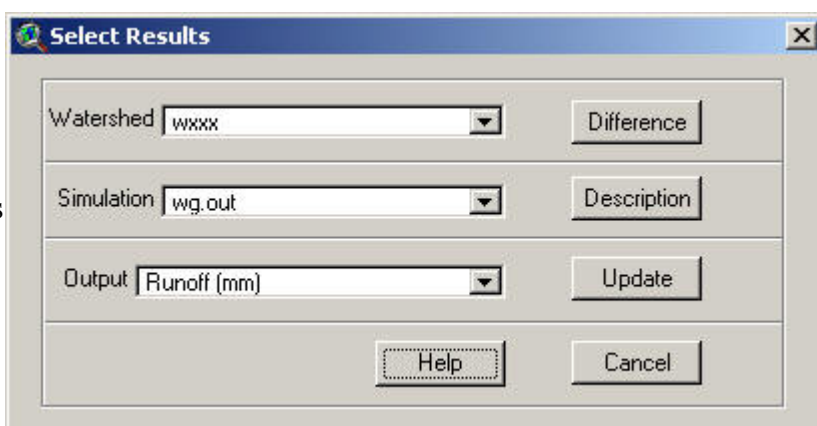 Select Results
Watershed wxxx Difference
s
Simulation wg.out Description
Output Runoff (mm) Update
Help Cancel